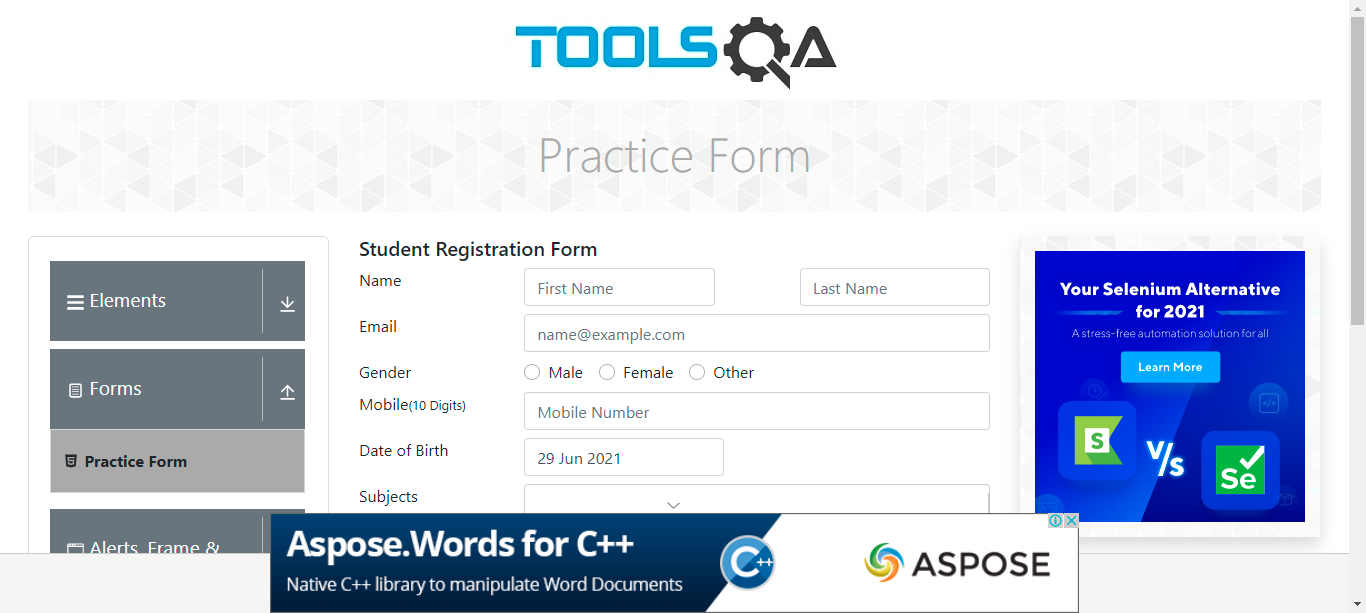 TOOLSQA
Practice Form
Elements
Forms
Practice Form
Alerts, Frame &
Student Registration Form
Name
First Name
Last Name
Email
name@example.com
Gender
Male
Female
Other
Mobile(10 Digits)
Mobile Number
Date of Birth
29 Jun 2021
Subjects
Your Selenium Alternative
for 2021
A stress-free automation solution for all
Learn More
S
V/s
Se
Aspose.Words for C++
Native C++ library to manipulate Word Documents
C++
ASPOSE